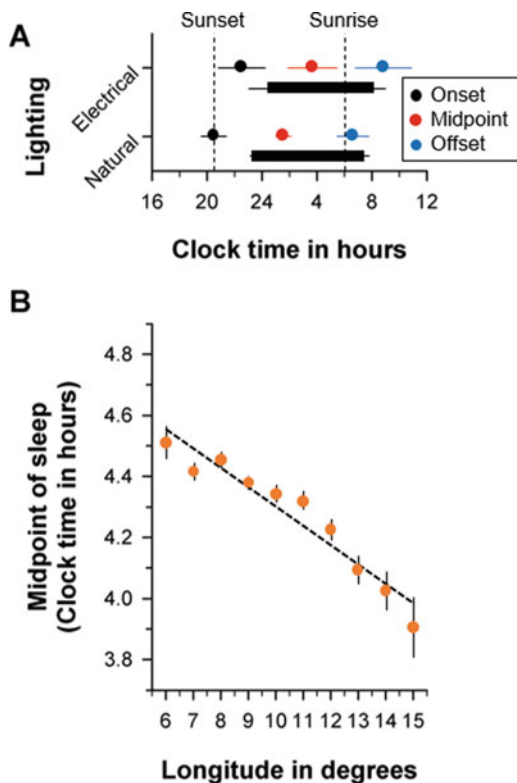 A
Sunset Sunrise
Lighting
Electrical
Natural
Onset
Midpoint
Offset
16 20 24 4 8 12
Clock time in hours
B
Midpoint of sleep
(Clock time in hours)
4.8
4.6
4.4
4.2
4.0
3.8
6 7 8 9 10 11 12 13 14 15
Longitude in degrees